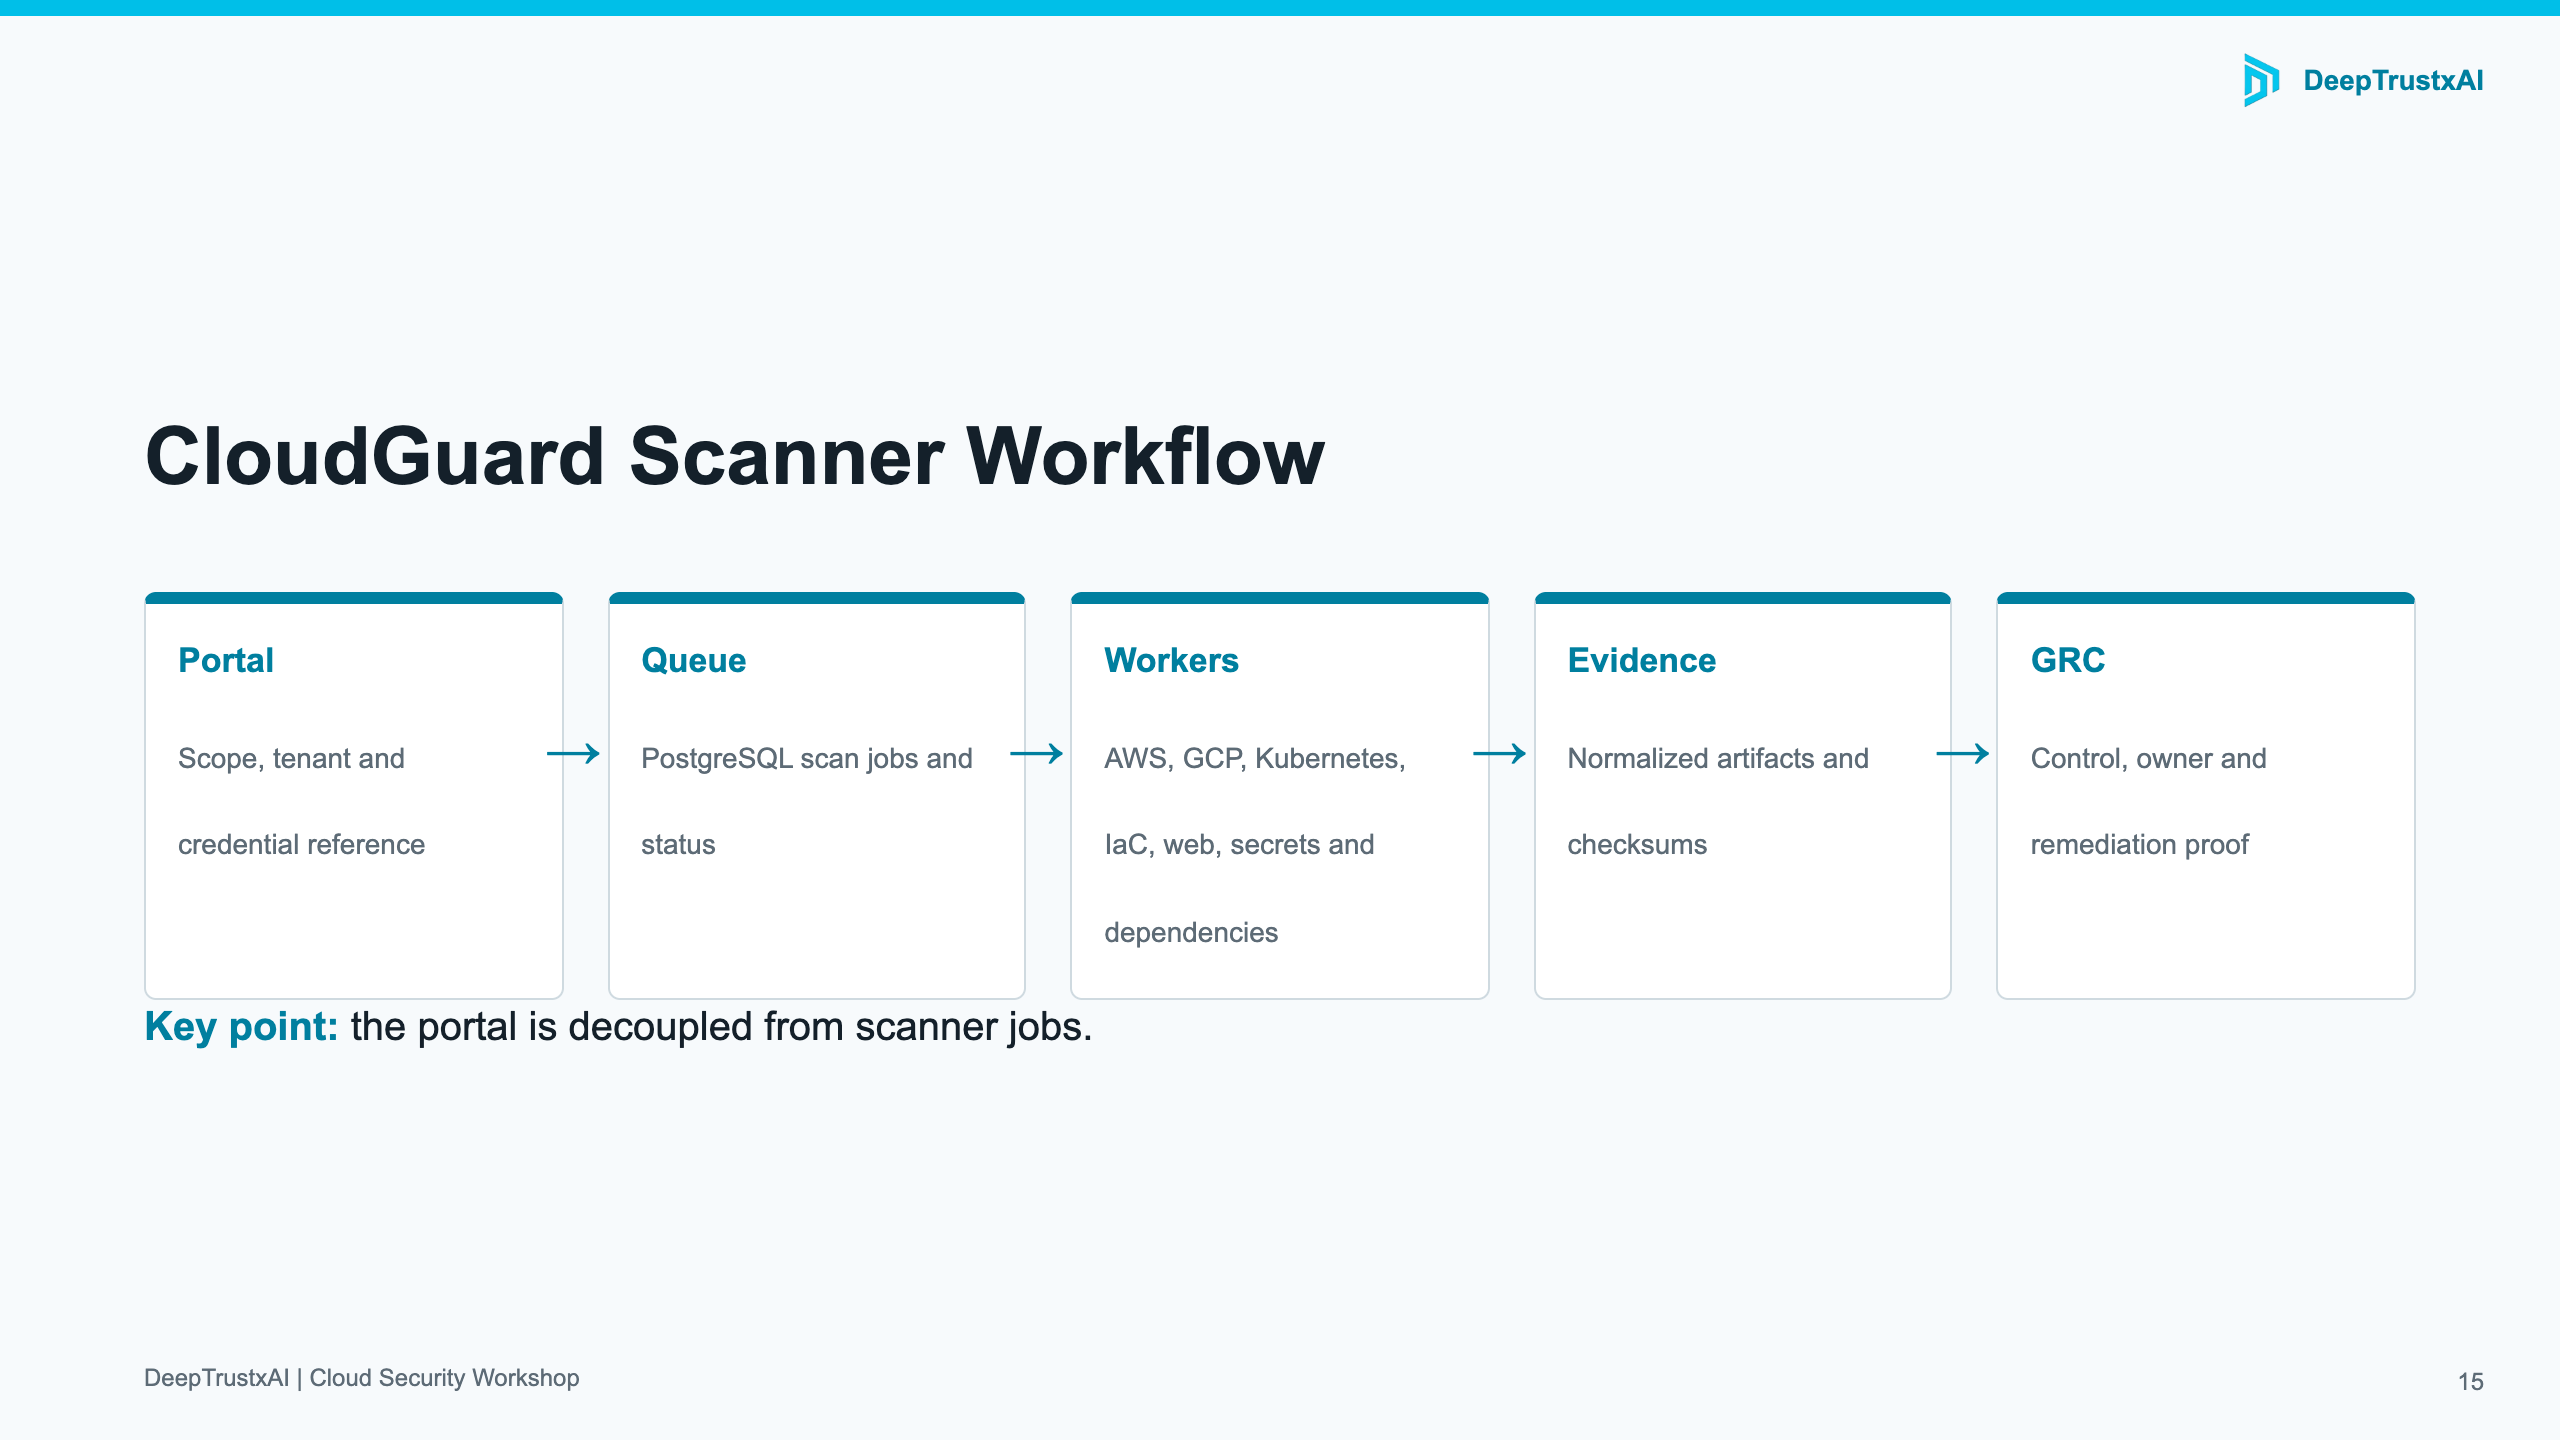 DeepTrustxAI
CloudGuard Scanner Workflow
Portal
Scope, tenant and
credential reference
→
Queue
PostgreSQL scan jobs and
status
→
Workers
AWS, GCP, Kubernetes,
IaC, web, secrets and
dependencies
→
Evidence
Normalized artifacts and
checksums
→
GRC
Control, owner and
remediation proof
Key point: the portal is decoupled from scanner jobs.
DeepTrustxAI | Cloud Security Workshop
15